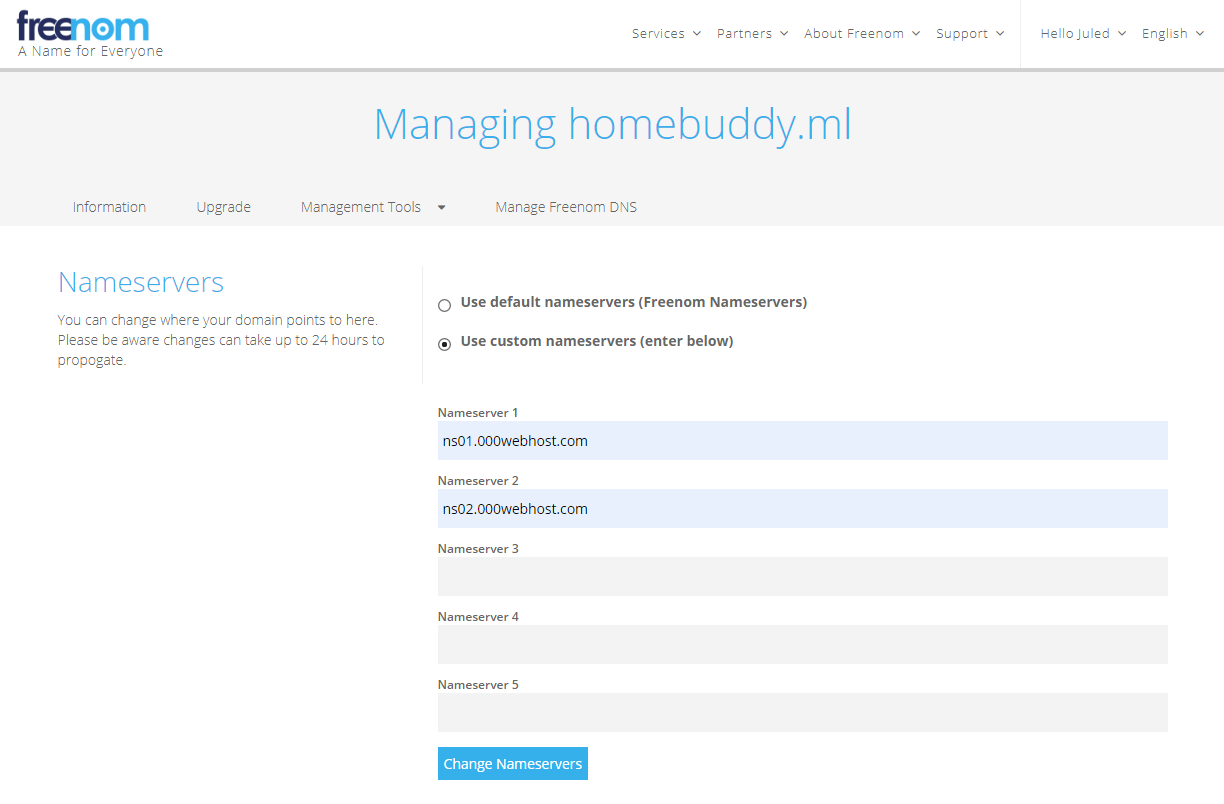 freenom
A Name for Everyone
Services Partners About Freenom Support Hello Juled English
Managing homebuddy.ml
Information Upgrade Management Tools Manage Freenom DNS
Nameservers
You can change where your domain points to here.
Please be aware changes can take up to 24 hours to
propogate.
Use default nameservers (Freenom Nameservers)
Use custom nameservers (enter below)
Nameserver 1
ns01.000webhost.com
Nameserver 2
ns02.000webhost.com
Nameserver 3
Nameserver 4
Nameserver 5
Change Nameservers